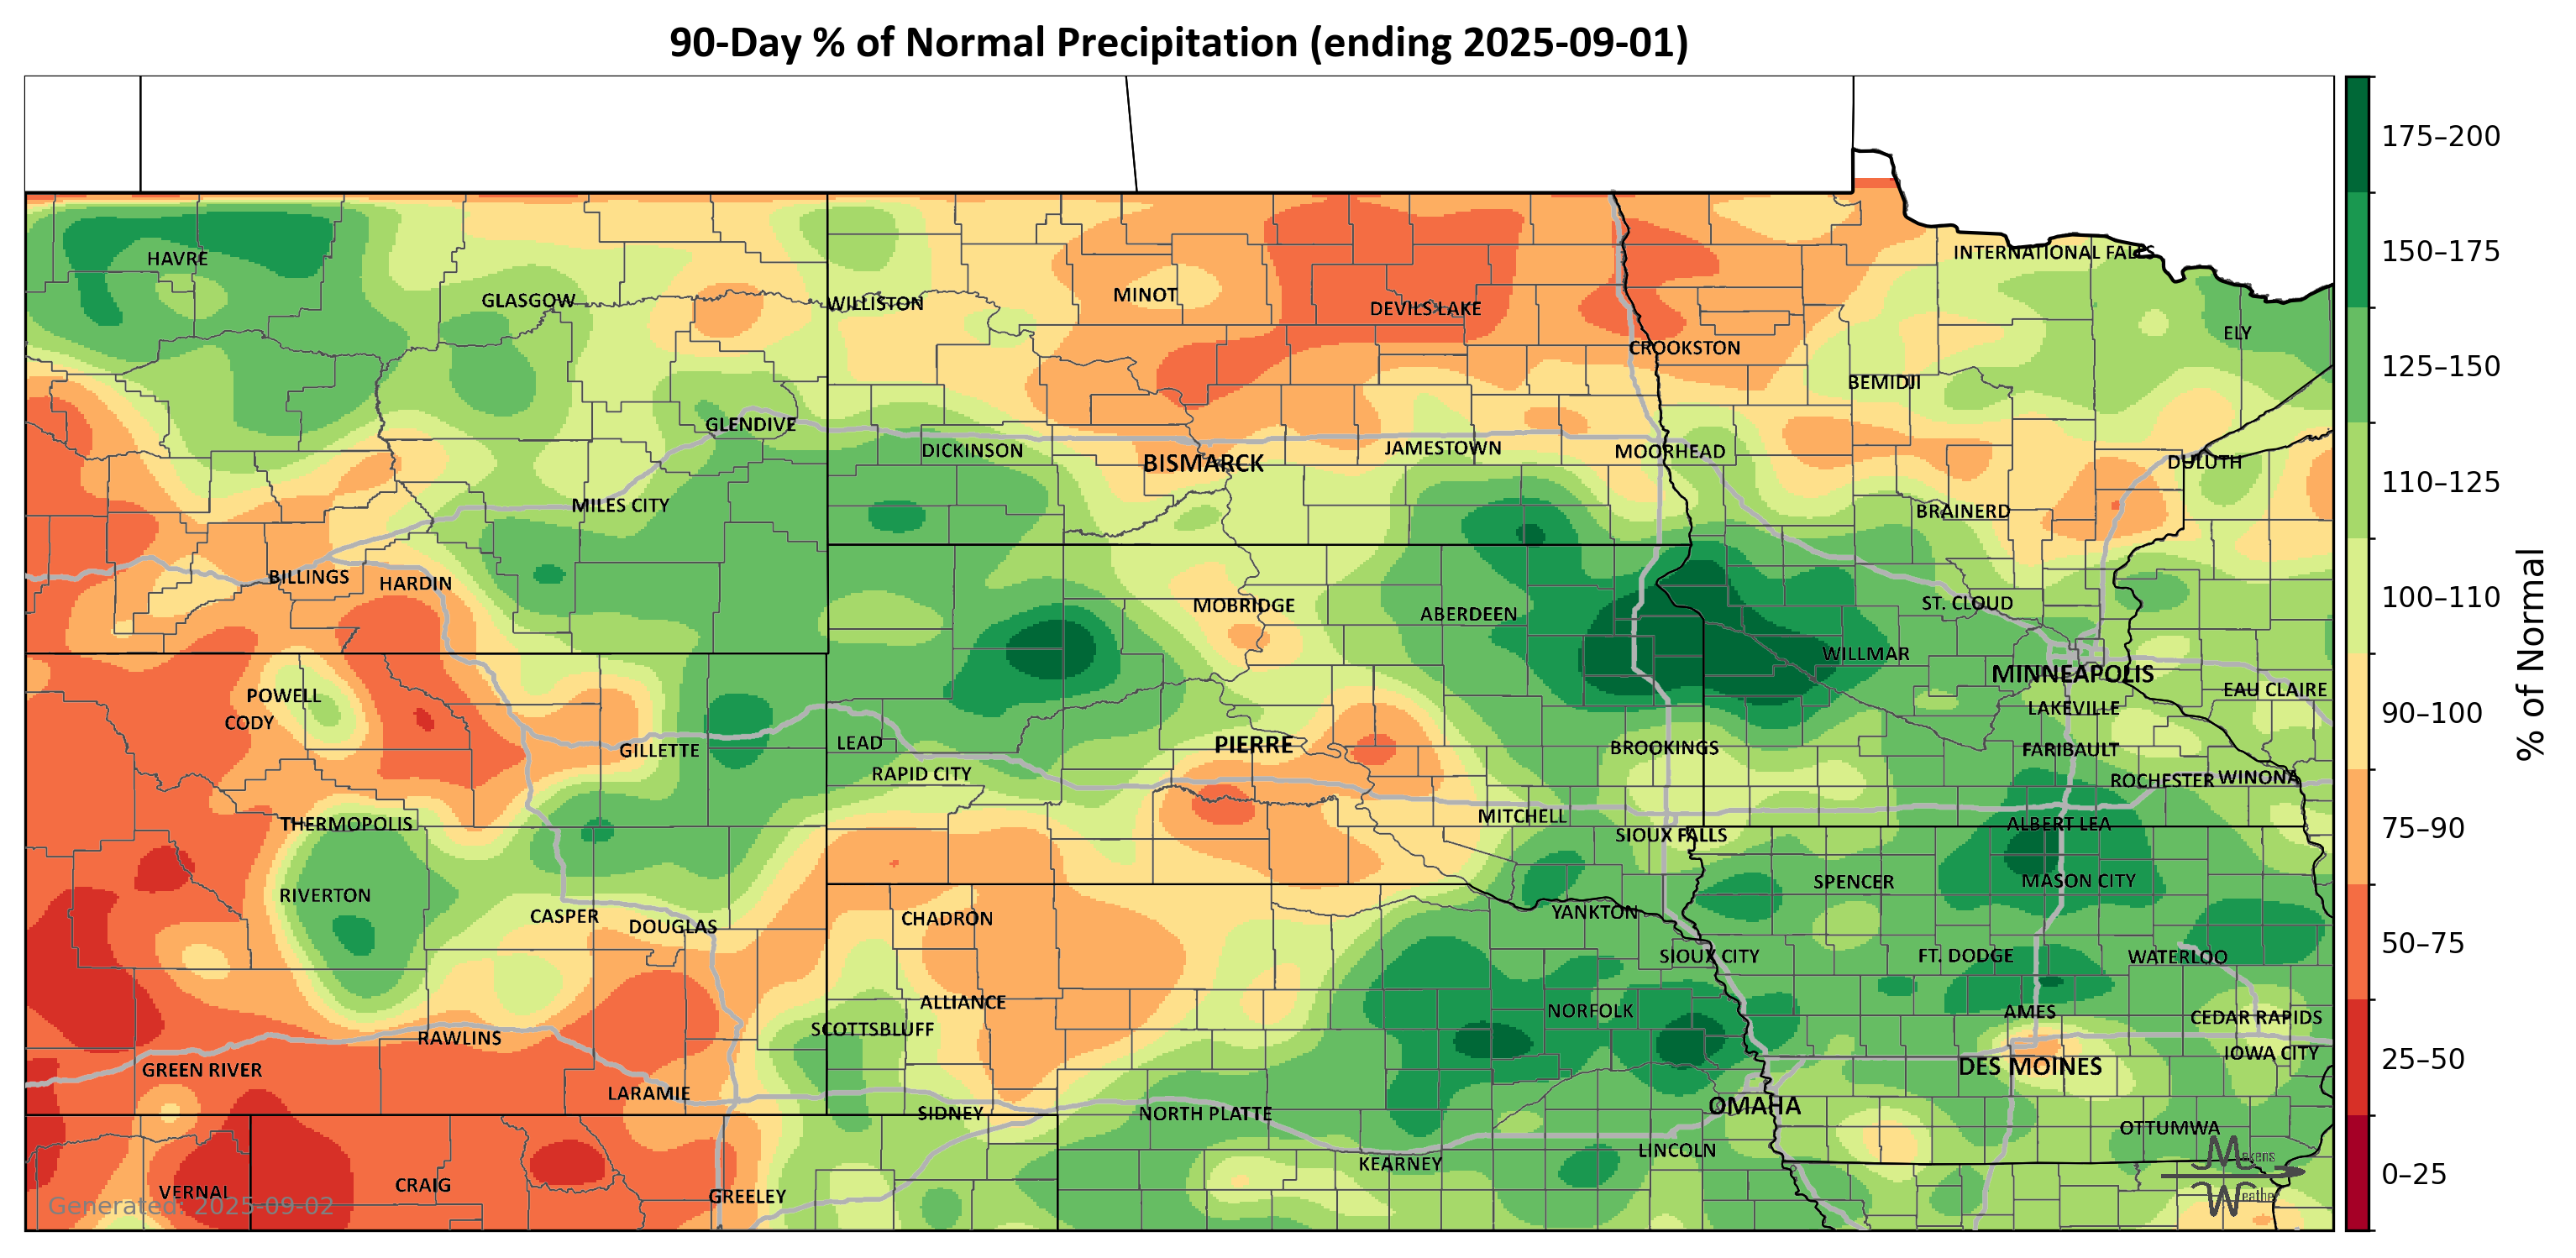 90-Day % of Normal Precipitation (ending 2025-09-01)
175–200
150–175
125–150
110–125
100–110
90–100
75–90
50–75
25–50
0–25
% of Normal
HAVRE
INTERNATIONAL FALLS
GLASGOW
WILLISTON
MINOT
DEVILS LAKE
ELY
CROOKSTON
BEMIDJI
GLENDIVE
DICKINSON
BISMARCK
JAMESTOWN
MOORHEAD
DULUTH
MILES CITY
BRAINERD
BILLINGS
HARDIN
MOBRIDGE
ABERDEEN
ST. CLOUD
WILLMAR
MINNEAPOLIS
EAU CLAIRE
POWELL
CODY
LAKEVILLE
GILLETTE
LEAD
PIERRE
BROOKINGS
FARIBAULT
RAPID CITY
ROCHESTER
WINONA
THERMOPOLIS
MITCHELL
SIOUX FALLS
ALBERT LEA
RIVERTON
SPENCER
MASON CITY
CASPER
DOUGLAS
CHADRON
YANKTON
SIOUX CITY
FT. DODGE
WATERLOO
ALLIANCE
NORFOLK
AMES
CEDAR RAPIDS
SCOTTSBLUFF
RAWLINS
IOWA CITY
GREEN RIVER
DES MOINES
LARAMIE
SIDNEY
NORTH PLATTE
OMAHA
OTTUMWA
KEARNEY
LINCOLN
VERNAL
CRAIG
GREELEY
Generated: 2025-09-02
Makens
Weather